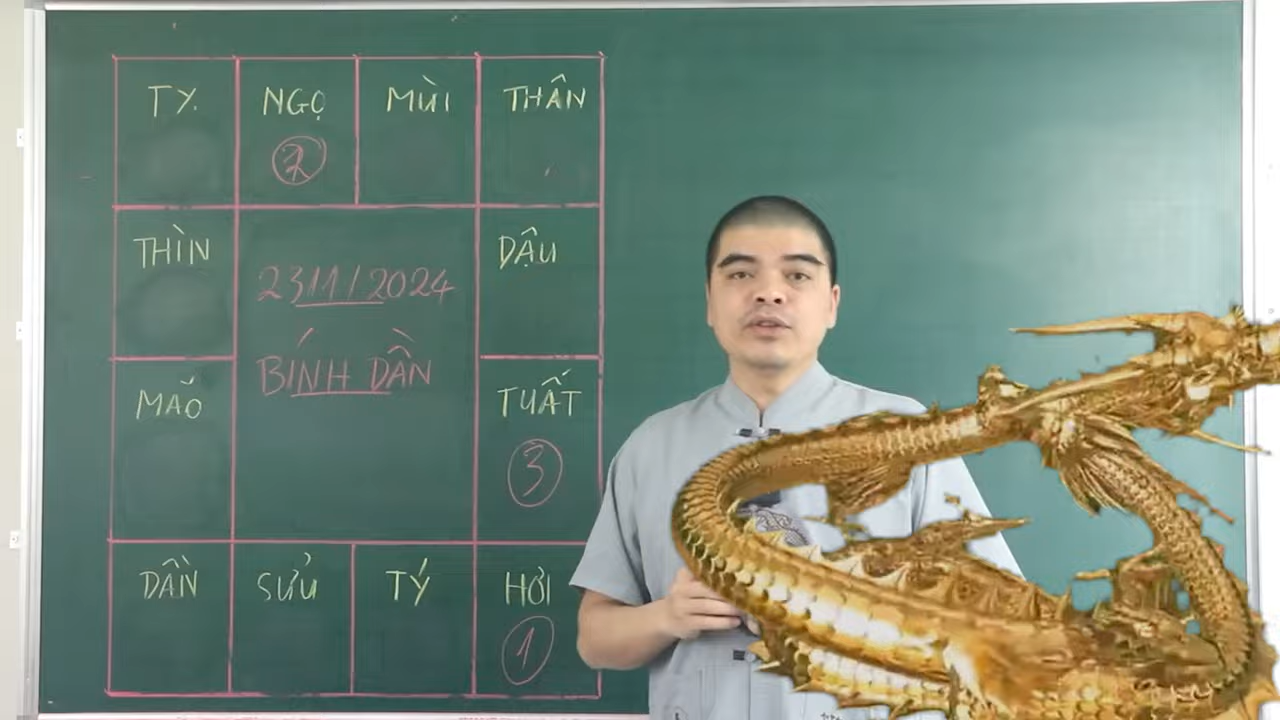 TỴ.
NGỌ
②
MÙI
THÂN
THÌN
23/11/2024
BÍNH DẦN
DẬU
MÃO
TUẤT
③
DẦN
SỬU
TÝ
HỢI
①